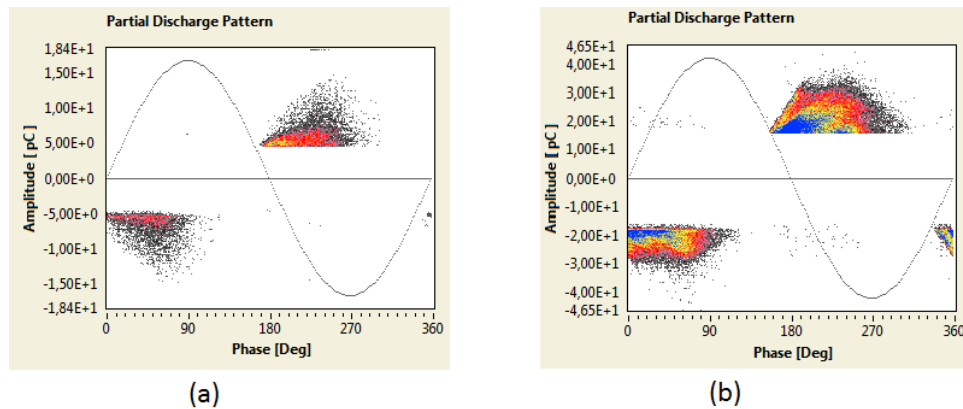 Partial Discharge Pattern
1,84E+1
1,50E+1
1,00E+1
5,00E+0
0,00E+0
-5,00E+0
-1,00E+1
-1,50E+1
-1,84E+1
Amplitude [ pC]
0 90 180 270 360
Phase [Deg]
(a)
Partial Discharge Pattern
4,65E+1
4,00E+1
3,00E+1
2,00E+1
1,00E+1
0,00E+0
-1,00E+1
-2,00E+1
-3,00E+1
-4,00E+1
-4,65E+1
Amplitude [ pC]
0 90 180 270 360
Phase [Deg]
(b)